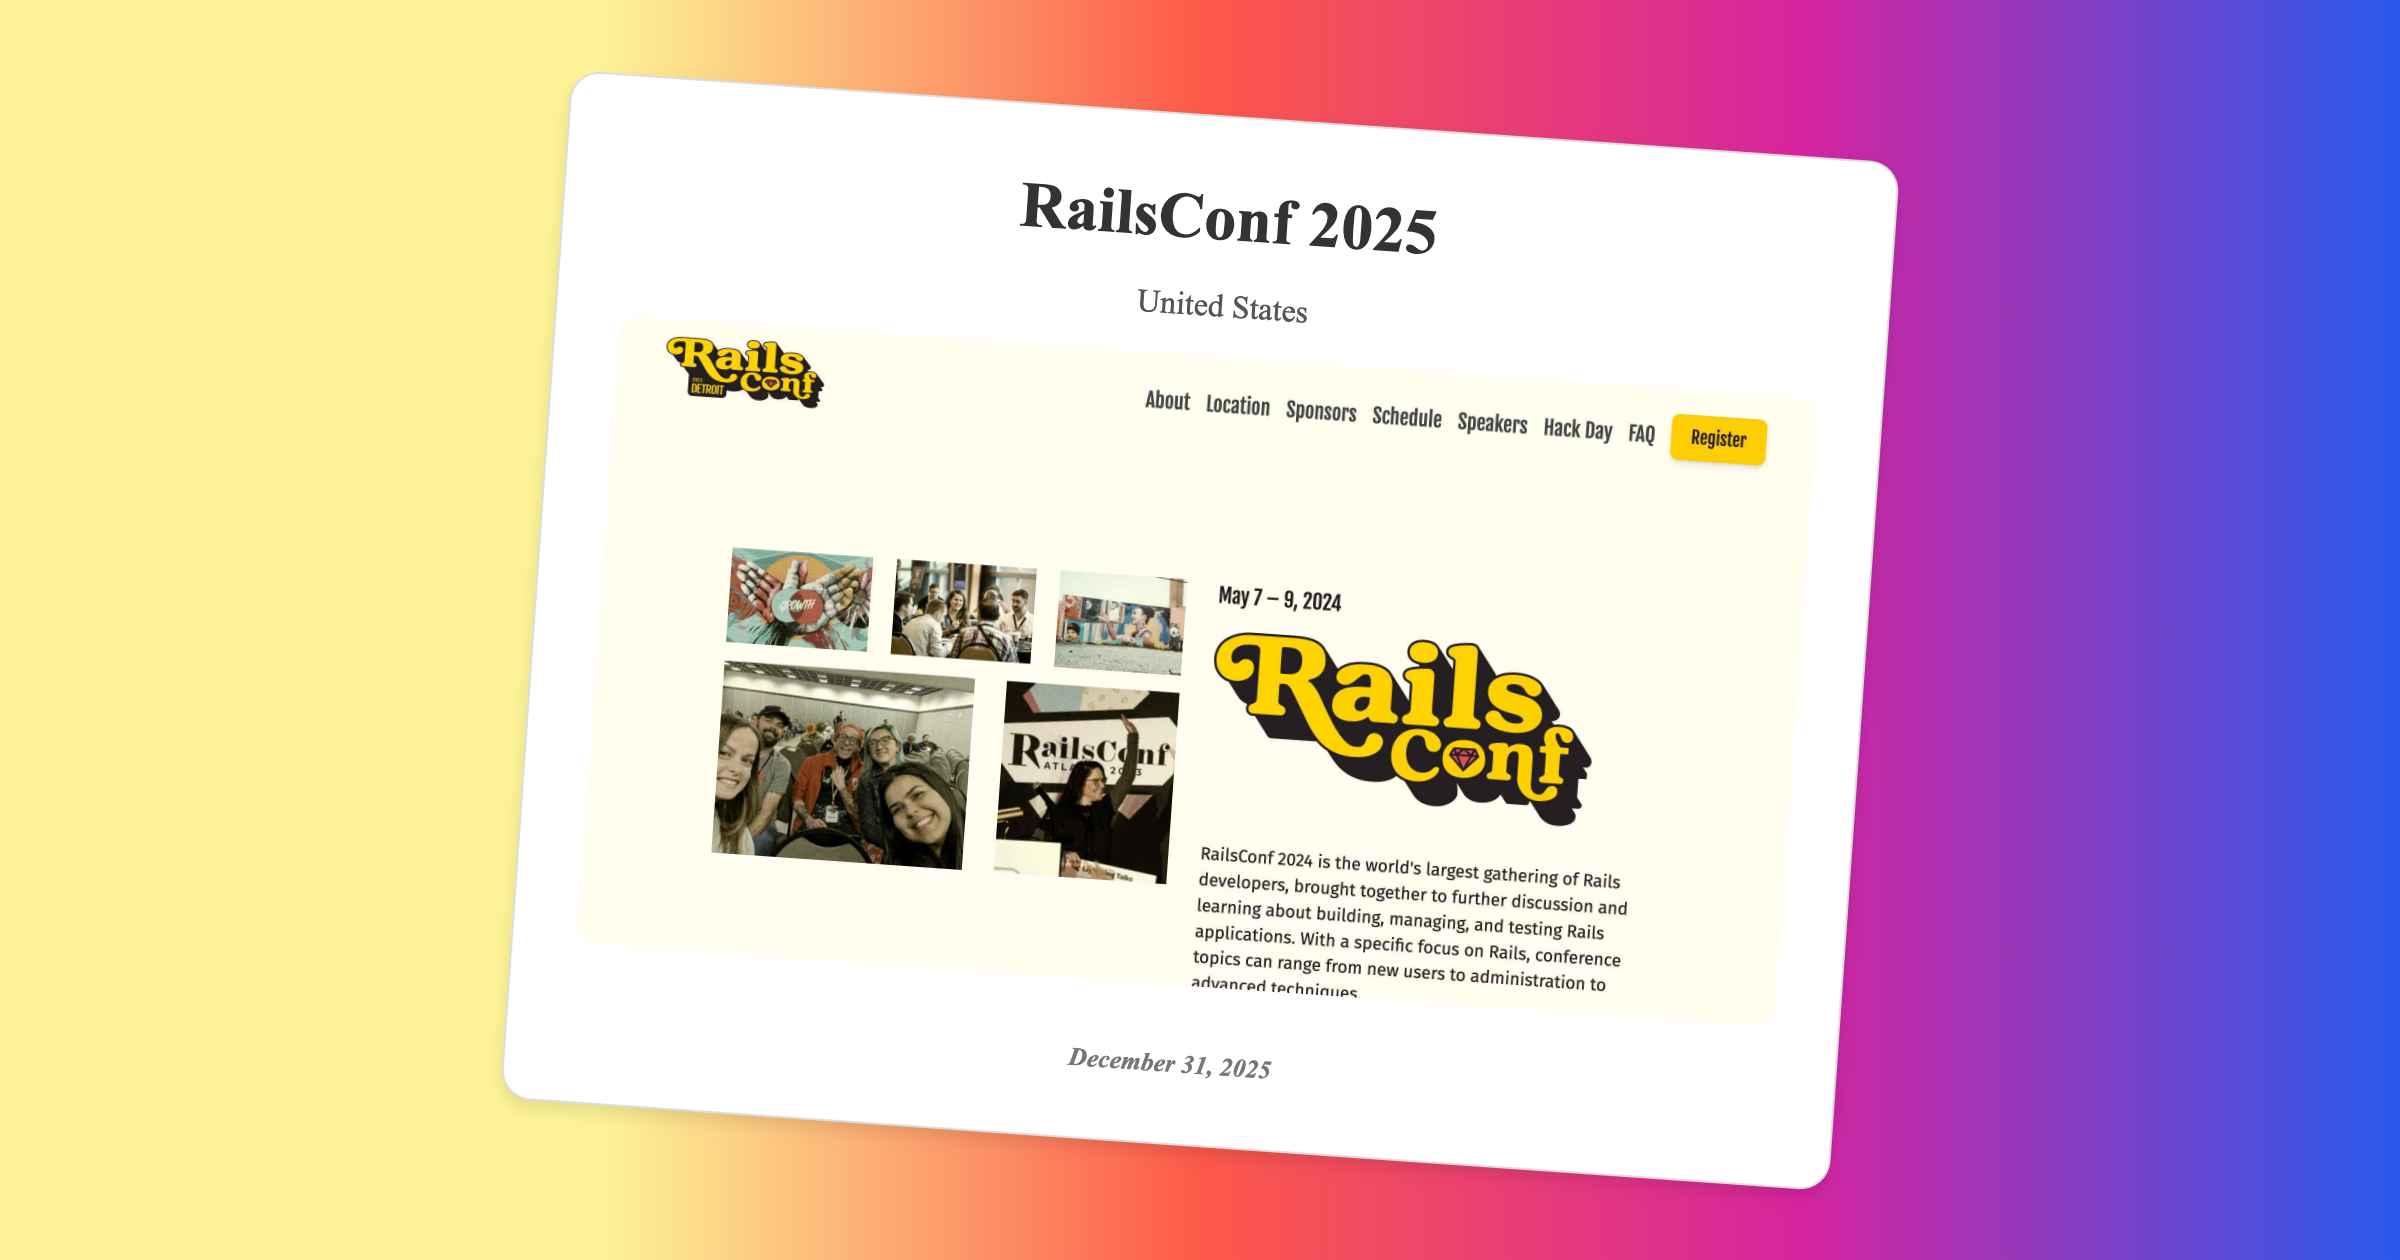 RailsConf 2025
United States
Rails
Conf
DETROIT
About Location Sponsors Schedule Speakers Hack Day FAQ Register
GROWTH
May 7 – 9, 2024
Rails
Conf
RailsConf
RailsConf 2024 is the world's largest gathering of Rails
developers, brought together to further discussion and
learning about building, managing, and testing Rails
applications. With a specific focus on Rails, conference
topics can range from new users to administration to
advanced techniques.
December 31, 2025